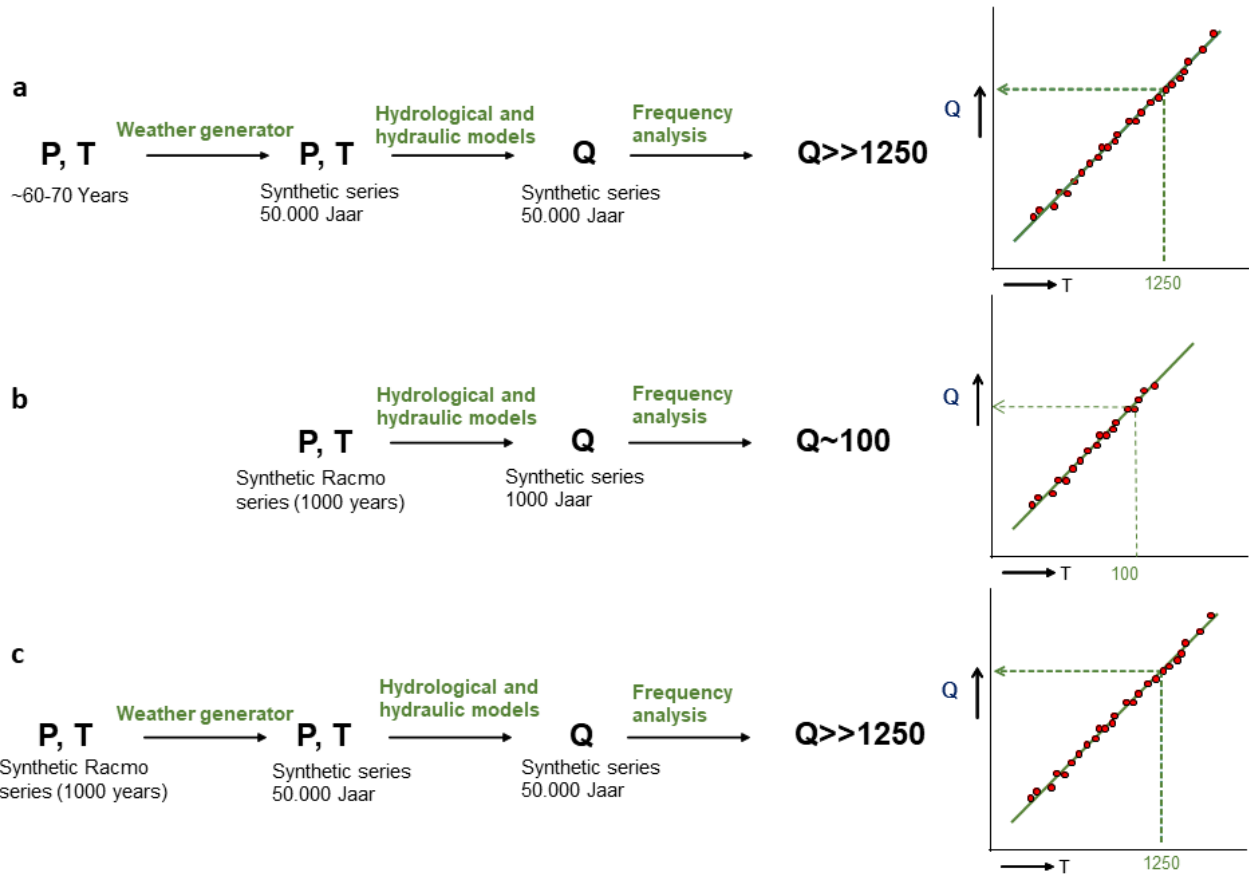 a
P, T
~60-70 Years
Weather generator
P, T
Synthetic series
50.000 Jaar
Hydrological and
hydraulic models
Q
Synthetic series
50.000 Jaar
Frequency
analysis
Q>>1250
Q
T
1250
b
P, T
Synthetic Racmo
series (1000 years)
Hydrological and
hydraulic models
Q
Synthetic series
1000 Jaar
Frequency
analysis
Q~100
Q
T
100
c
P, T
Synthetic Racmo
series (1000 years)
Weather generator
P, T
Synthetic series
50.000 Jaar
Hydrological and
hydraulic models
Q
Synthetic series
50.000 Jaar
Frequency
analysis
Q>>1250
Q
T
1250